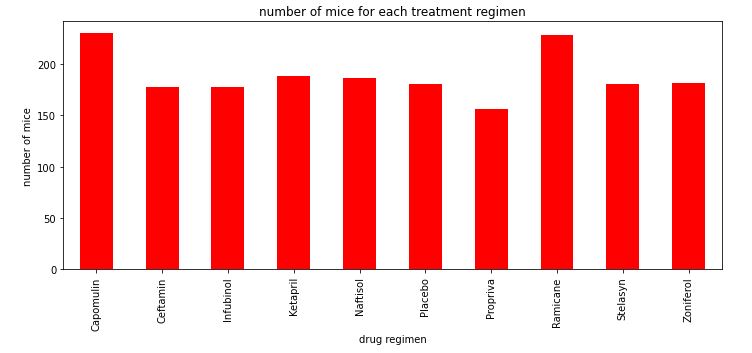 number of mice for each treatment regimen
number of mice
200
150
100
50
0
Capomulin
Ceftamin
Infubinol
Ketapril
Naftisol
Placebo
Propriva
Ramicane
Stelasyn
Zoniferol
drug regimen